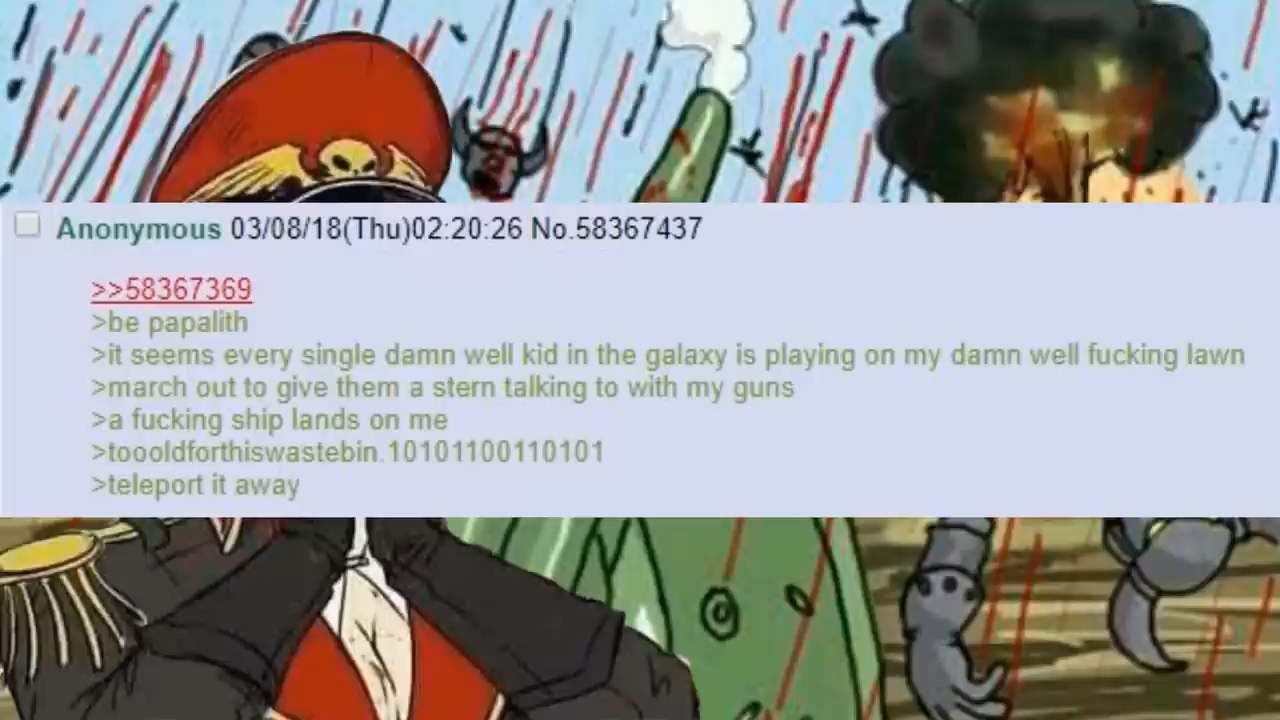 Anonymous 03/08/18(Thu)02:20:26 No.58367437
>>58367369
>be papalith
>it seems every single damn well kid in the galaxy is playing on my damn well fucking lawn
>march out to give them a stern talking to with my guns
>a fucking ship lands on me
>toooldforthiswastebin.10101100110101
>teleport it away